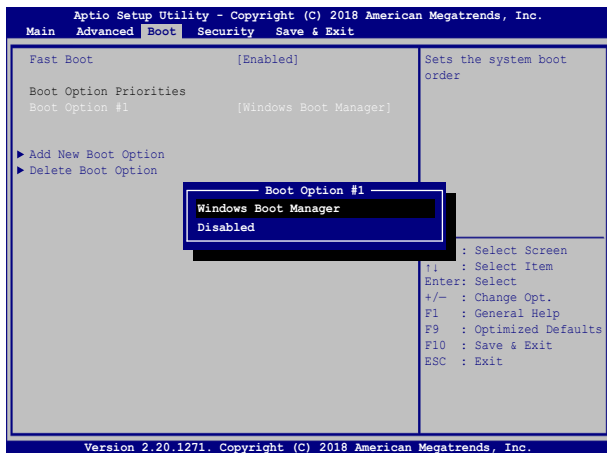 Aptio Setup Utility - Copyright (C) 2018 American Megatrends, Inc.
Main Advanced Boot Security Save & Exit
Fast Boot [Enabled]
Boot Option Priorities
Boot Option #1 [Windows Boot Manager]
▶ Add New Boot Option
▶ Delete Boot Option
Sets the system boot
order
Boot Option #1
Windows Boot Manager
Disabled
: Select Screen
↑↓ : Select Item
Enter: Select
+/— : Change Opt.
F1 : General Help
F9 : Optimized Defaults
F10 : Save & Exit
ESC : Exit
Version 2.20.1271. Copyright (C) 2018 American Megatrends, Inc.